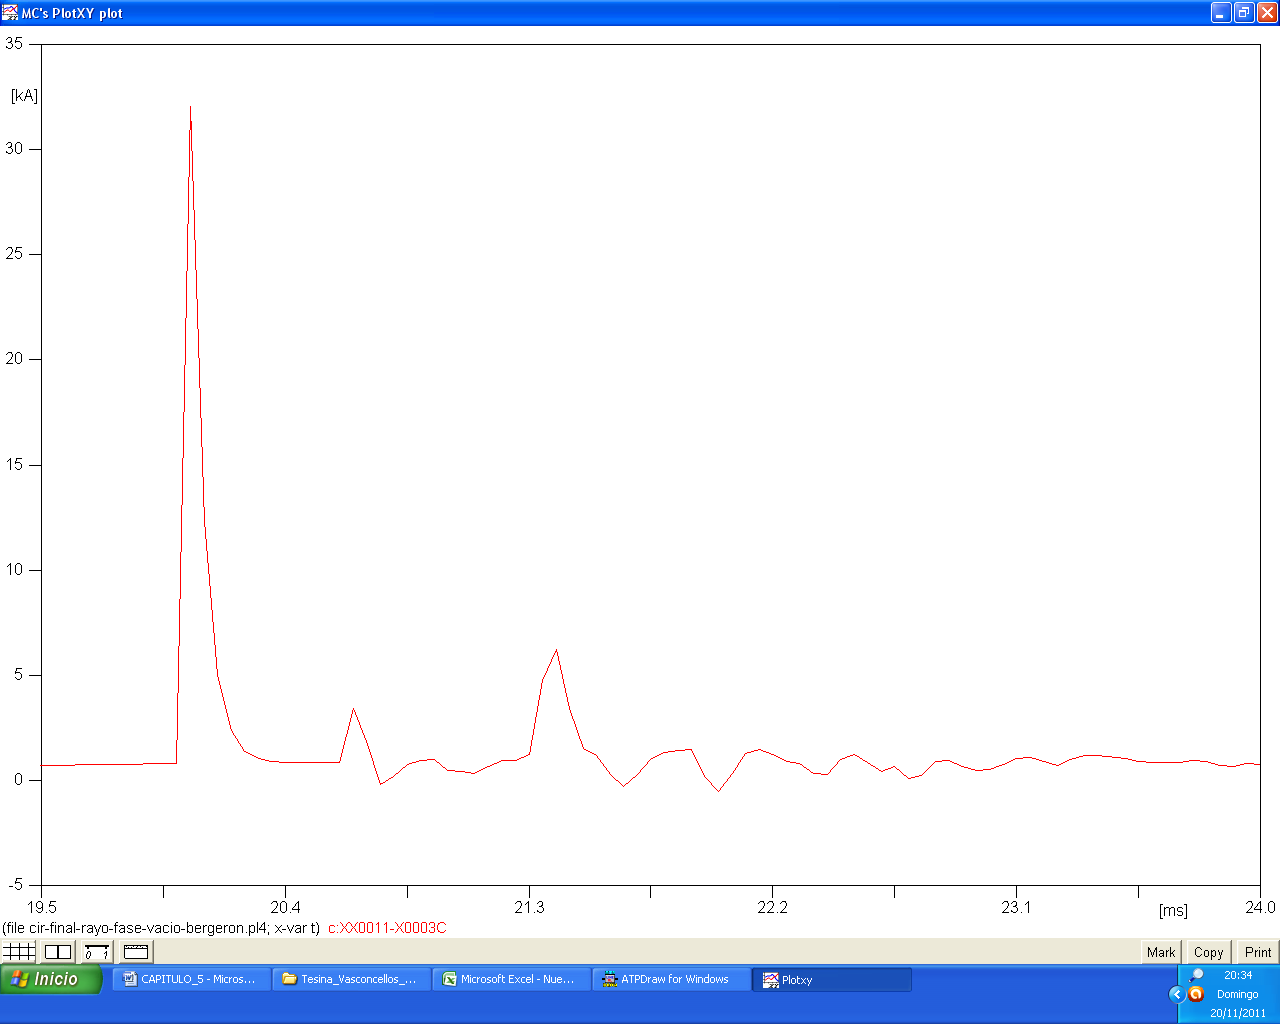 MC's PlotXY plot
35
[kA]
30
25
20
15
10
5
0
-5
19.5 20.4 21.3 22.2 23.1 [ms] 24.0
(file cir-final-rayo-fase-vacio-bergeron.pl4; x-var t) c:XX0011-X0003C
0 1 Mark Copy Print
Inicio CAPITULO_5 - Micros... Tesina_Vasconcellos_... Microsoft Excel - Nue... ATPDraw for Windows Plotxy
20:34
Domingo
20/11/2011